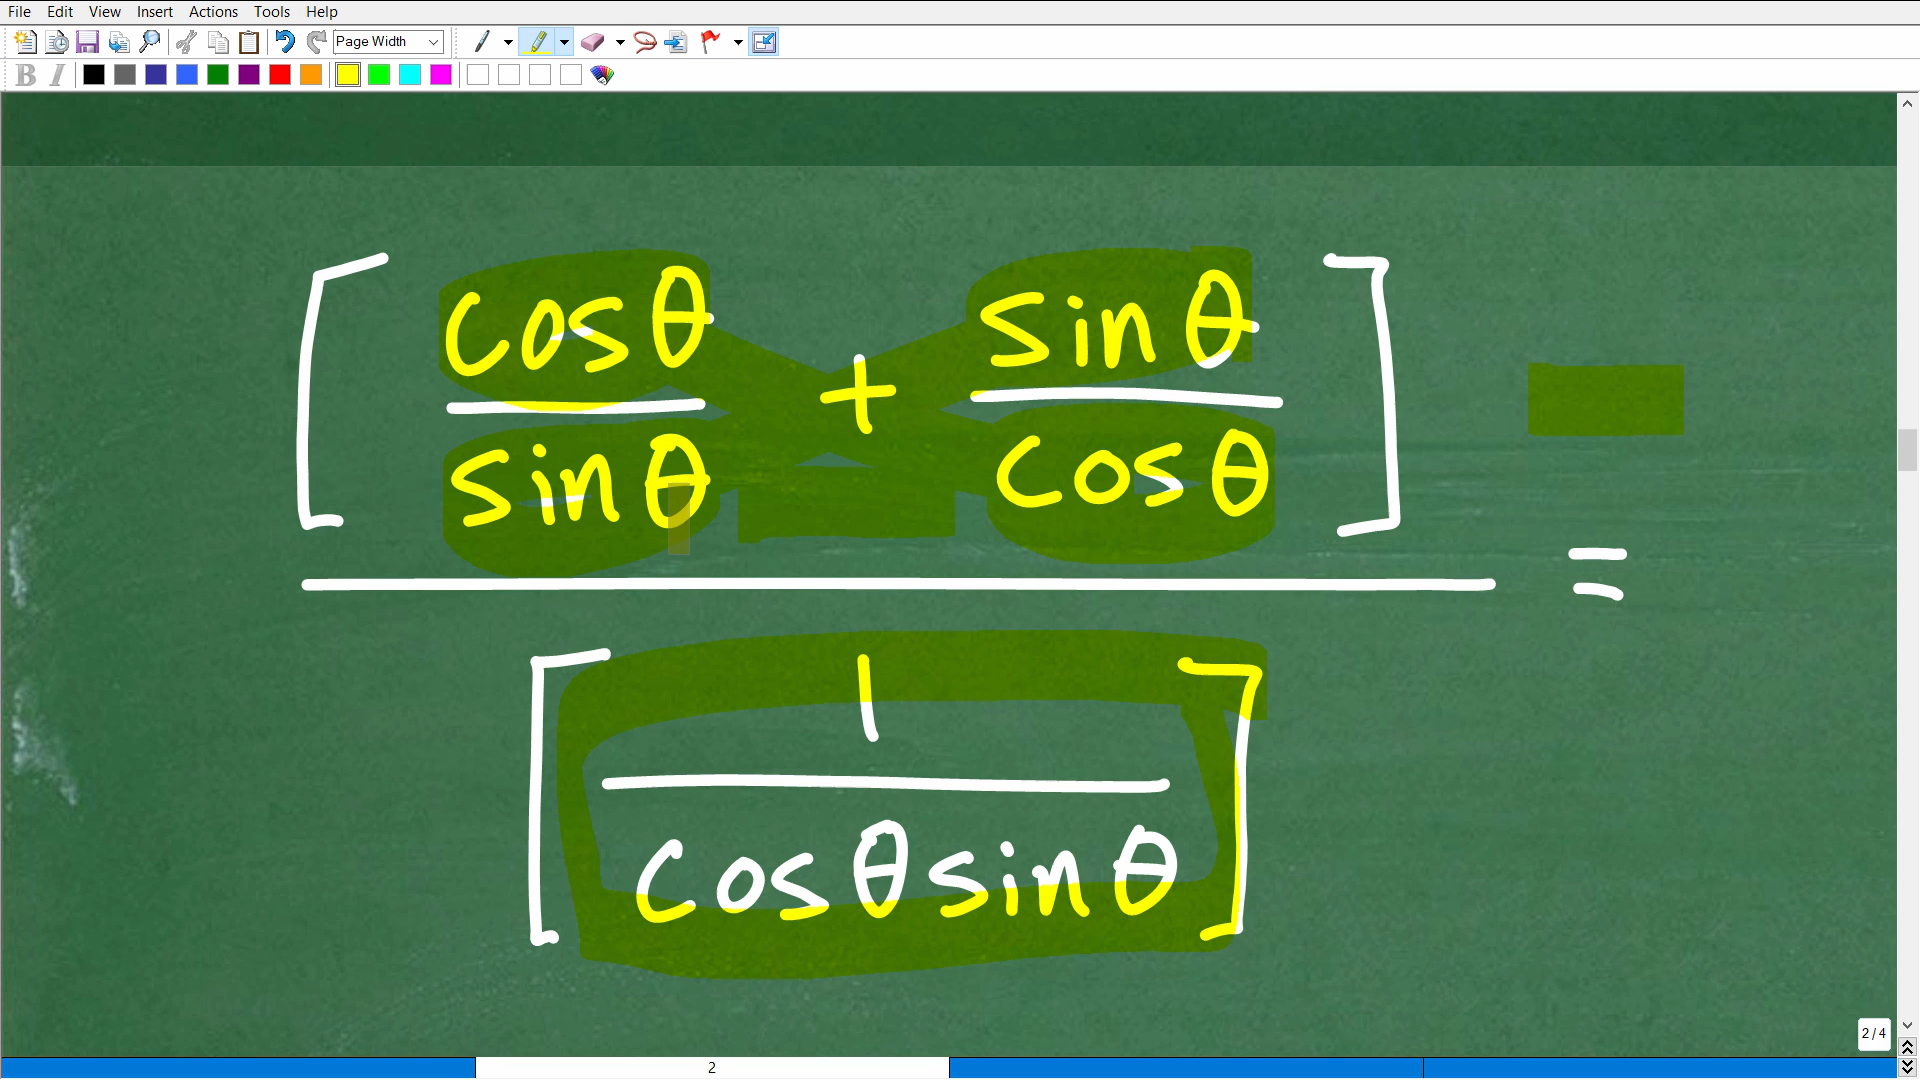 File Edit View Insert Actions Tools Help
Page Width
B I
[ cosθ/sinθ + sinθ/cosθ ]
=
[ 1/cosθsinθ ]
2 / 4
2